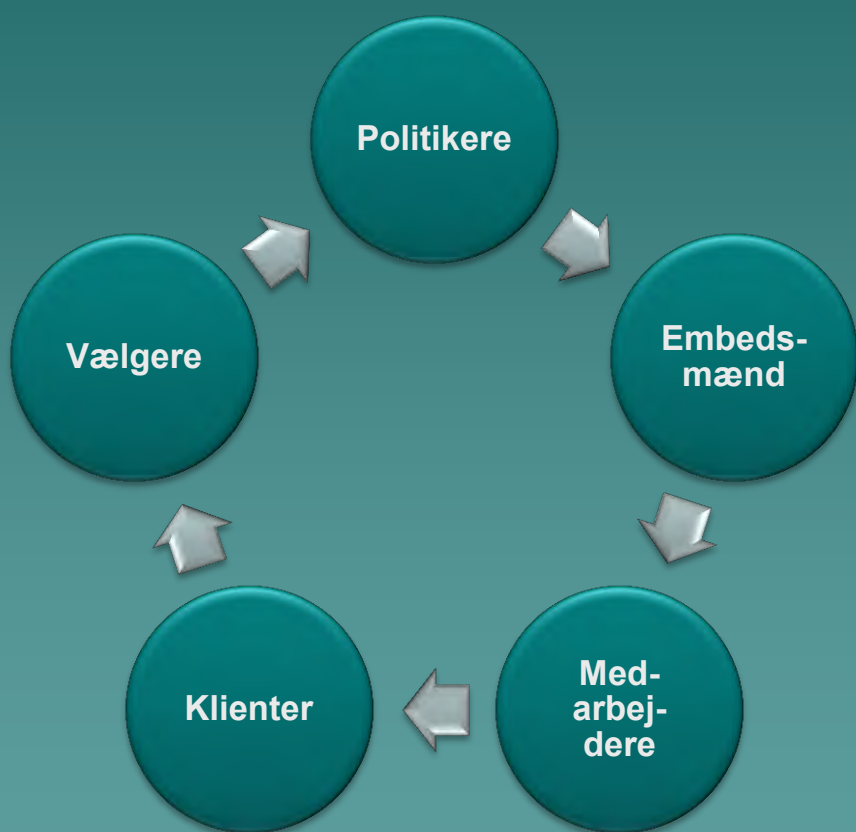 Politikere
Embeds-
mænd
Med-
arbej-
dere
Klienter
Vælgere